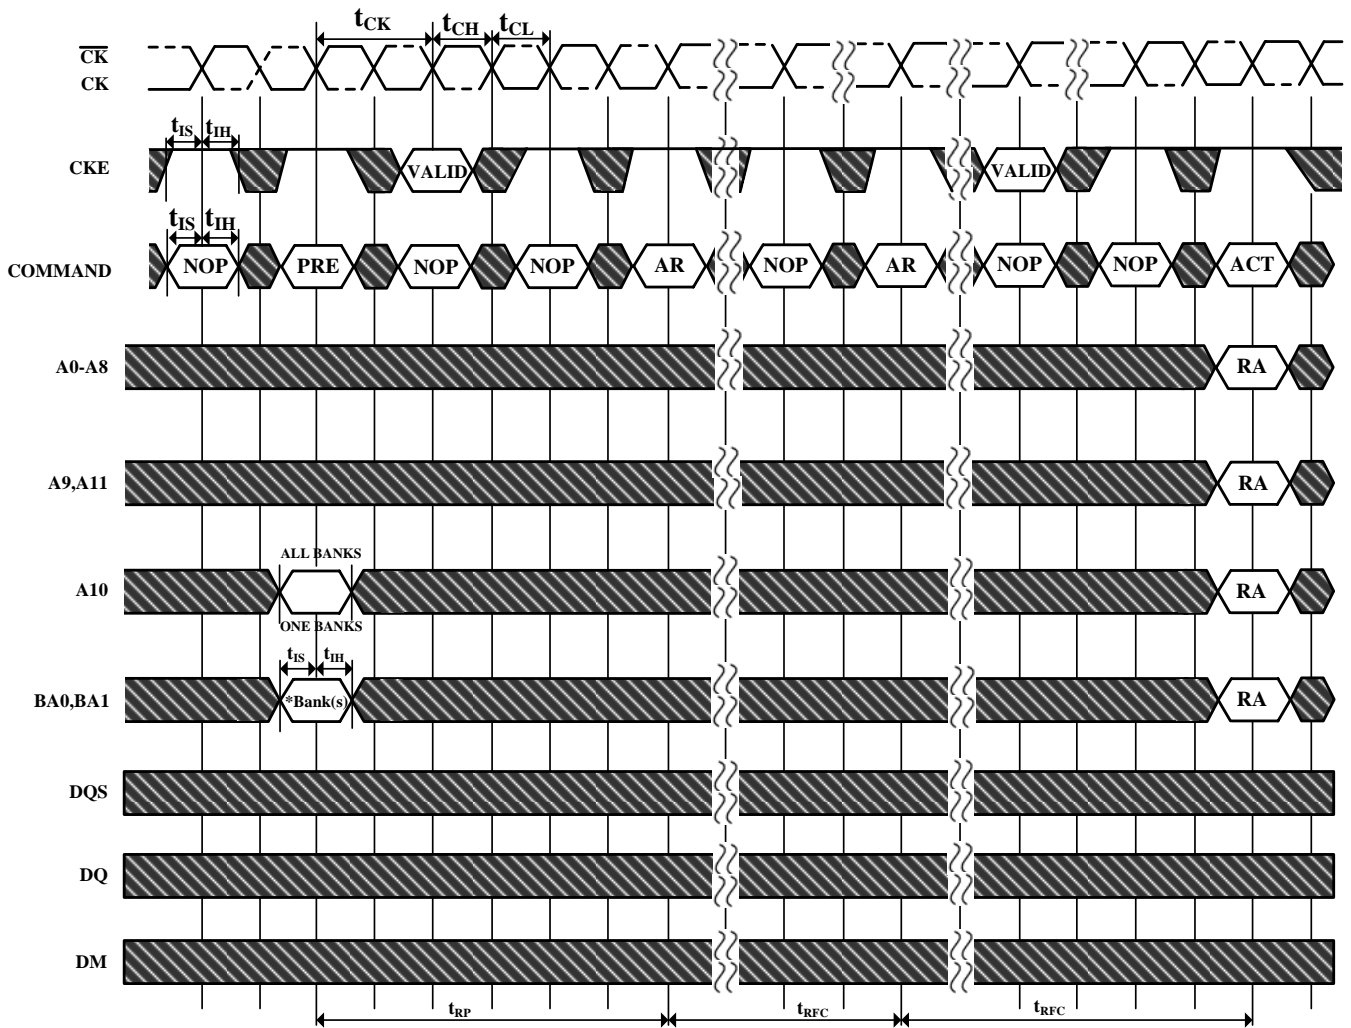 tCK tCH tCL
CK
CK
tIS tIH
CKE VALID VALID
tIS tIH
COMMAND NOP PRE NOP NOP AR NOP AR NOP NOP ACT
A0-A8 RA
A9,A11 RA
ALL BANKS
A10 RA
ONE BANKS
tIS tIH
BA0,BA1 *Bank(s) RA
DQS
DQ
DM
tRP tRFC tRFC